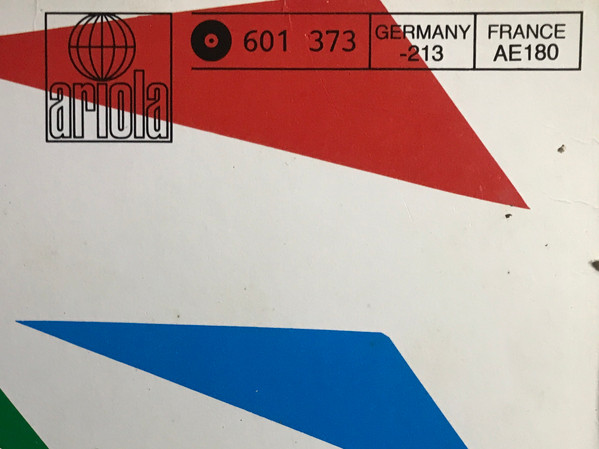 601 373
GERMANY
-213
FRANCE
AE180
ariola